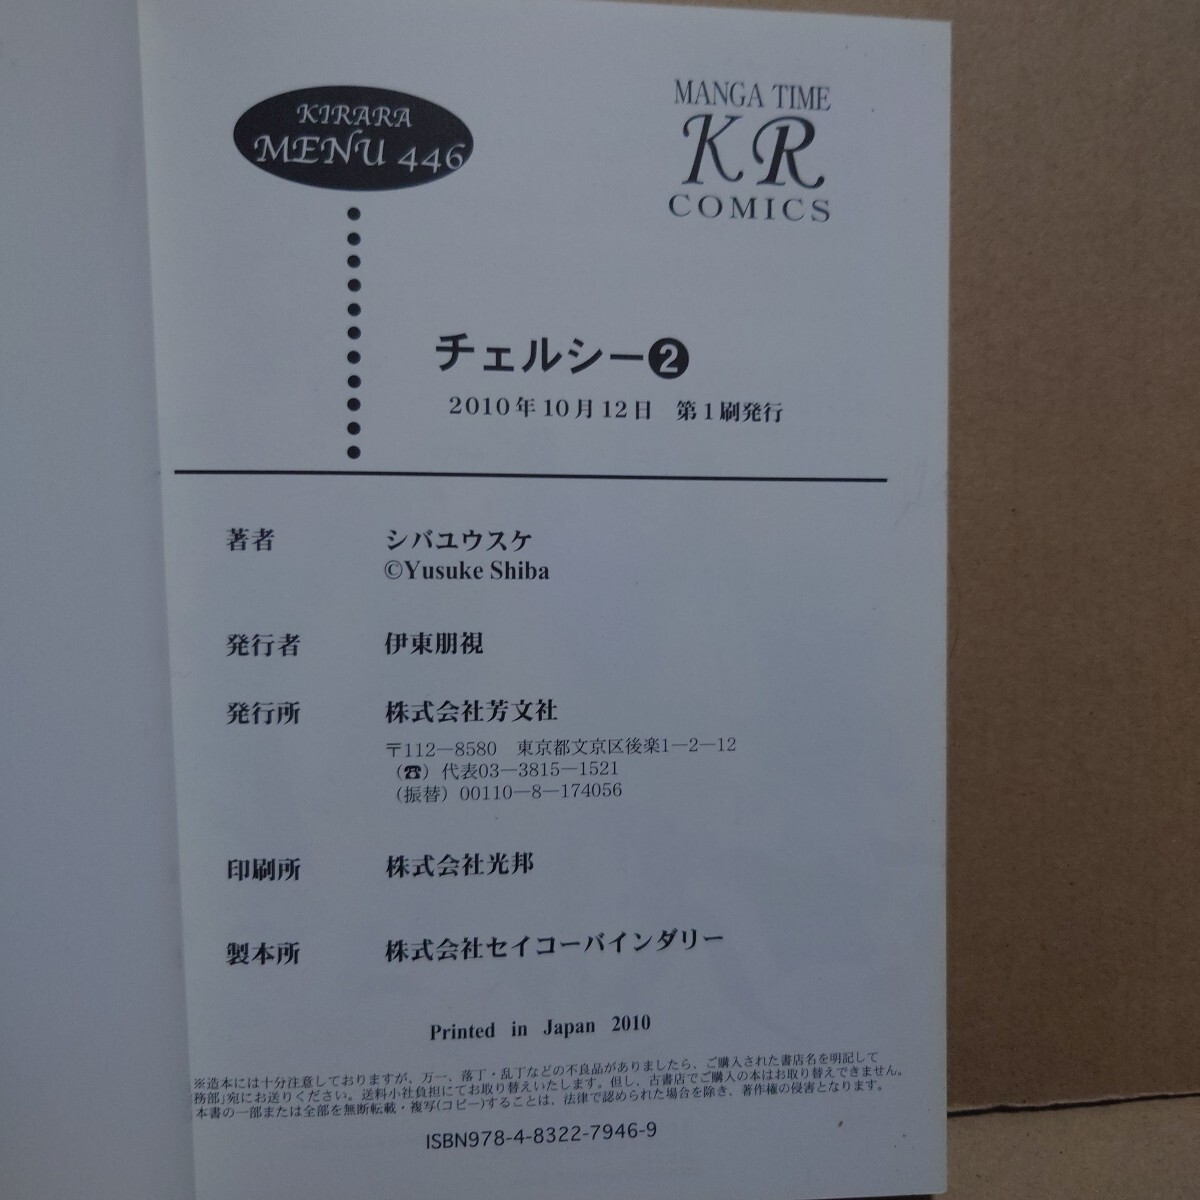 KIRARA
MENU 446
MANGA TIME
KR
COMICS
チェルシー❷
2010年10月12日　第1刷発行
著者　シバユウスケ
©Yusuke Shiba
発行者　伊東朋視
発行所　株式会社芳文社
〒112―8580　東京都文京区後楽1―2―12
（☎）代表03―3815―1521
（振替）00110―8―174056
印刷所　株式会社光邦
製本所　株式会社セイコーバインダリー
Printed in Japan 2010
※造本には十分注意しておりますが、万一、落丁・乱丁などの不良品がありましたら、ご購入された書店名を明記して
務部」宛にお送りください。送料小社負担にてお取り替えいたします。但し、古書店でご購入の本はお取り替えできません。
本書の一部または全部を無断転載・複写(コピー)することは、法律で認められた場合を除き、著作権の侵害となります。
ISBN978-4-8322-7946-9